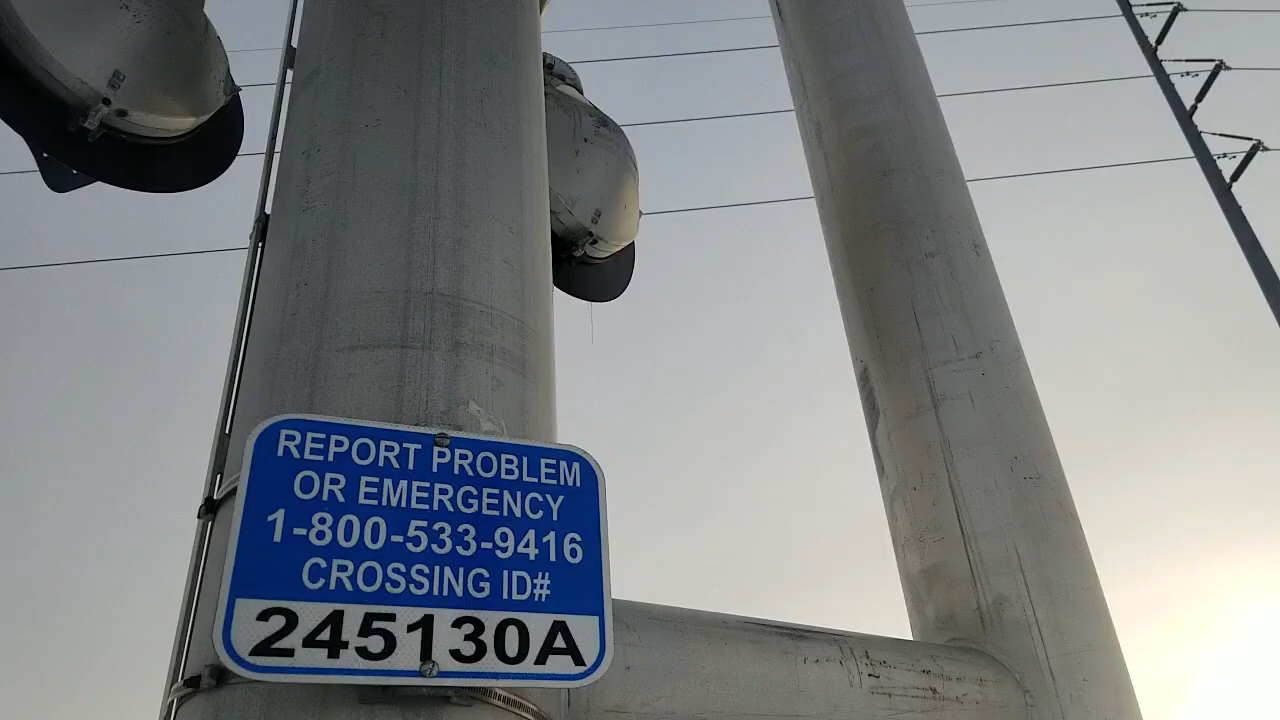 REPORT PROBLEM
OR EMERGENCY
1-800-533-9416
CROSSING ID#
245130A